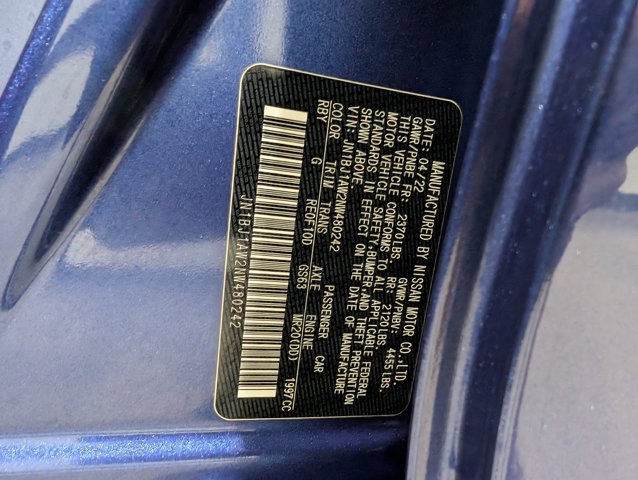 MANUFACTURED BY NISSAN MOTOR CO.,LTD.
DATE: 04/22 GVWR/PNBV: 4455 LBS.
GAWR/PNBE FR: 2370LBS. RR: 2120LBS.
THIS VEHICLE CONFORMS TO ALL APPLICABLE FEDERAL
MOTOR VEHICLE SAFETY, BUMPER, AND THEFT PREVENTION
STANDARDS IN EFFECT ON THE DATE OF MANUFACTURE
SHOWN ABOVE.
VIN: JN1BJ1AW2NW480242 PASSENGER CAR
COLOR TRIM TRANS AXLE ENGINE
RBY G RE0F10D GS63 MR20(DD) 1997CC
JN1BJ1AW2NW480242